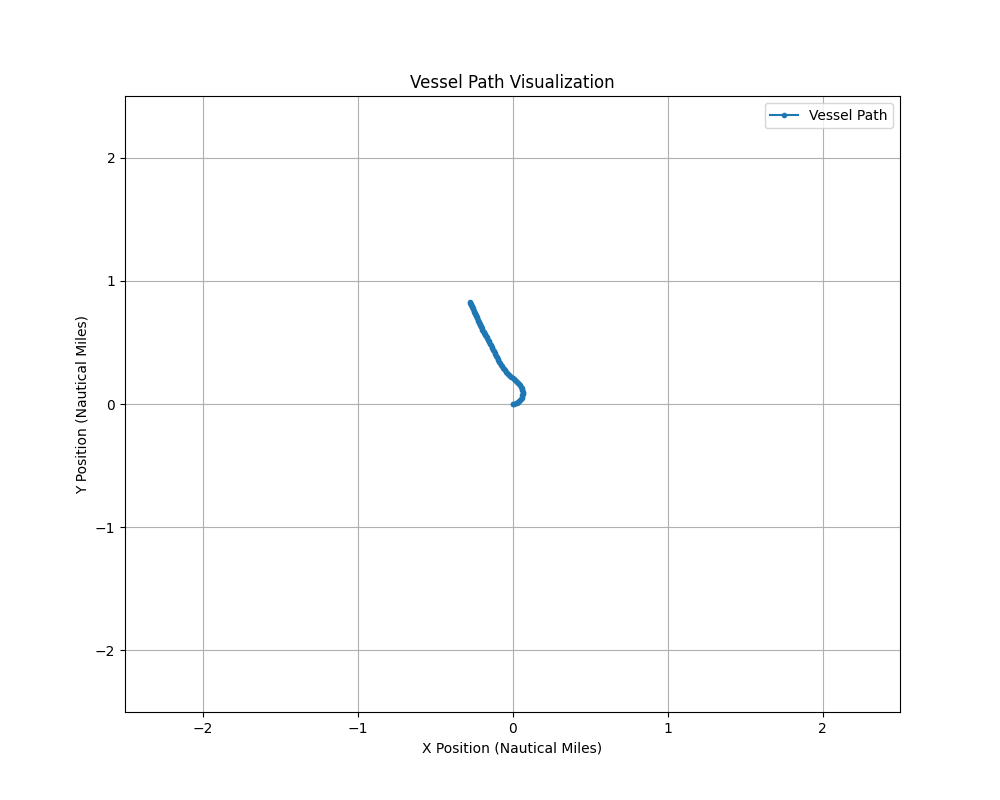 Vessel Path Visualization
Vessel Path
2
1
0
−1
−2
Y Position (Nautical Miles)
−2
−1
0
1
2
X Position (Nautical Miles)